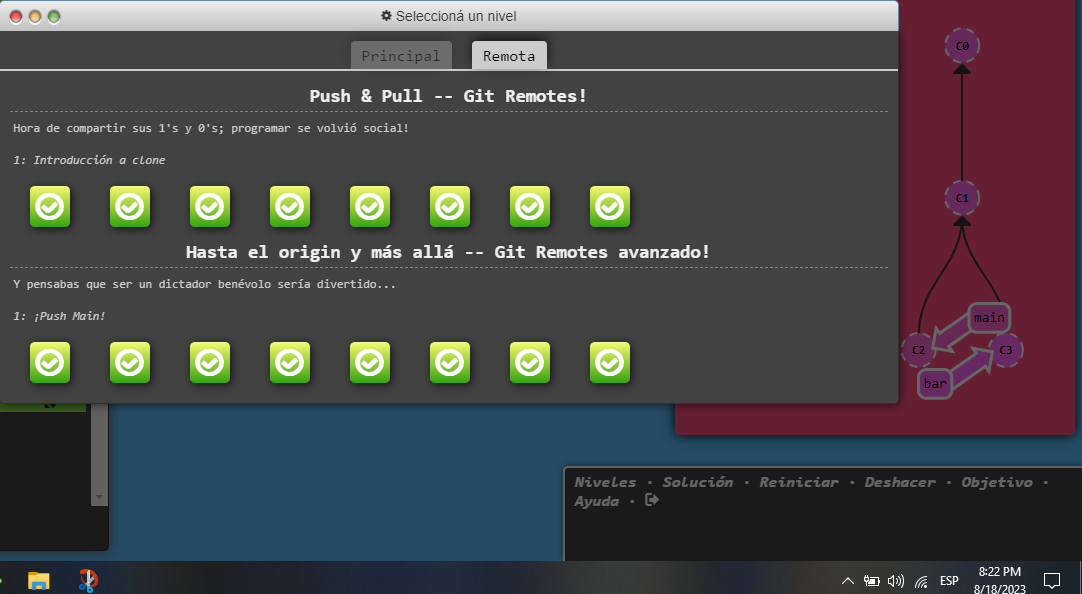 Seleccioná un nivel
Principal
Remota
Push & Pull -- Git Remotes!
Hora de compartir sus 1's y 0's; programar se volvió social!
1: Introducción a clone
Hasta el origin y más allá -- Git Remotes avanzado!
Y pensabas que ser un dictador benévolo sería divertido...
1: ¡Push Main!
C0
C1
main
C2
C3
bar
Niveles · Solución · Reiniciar · Deshacer · Objetivo ·
Ayuda ·
ESP
8:22 PM
8/18/2023